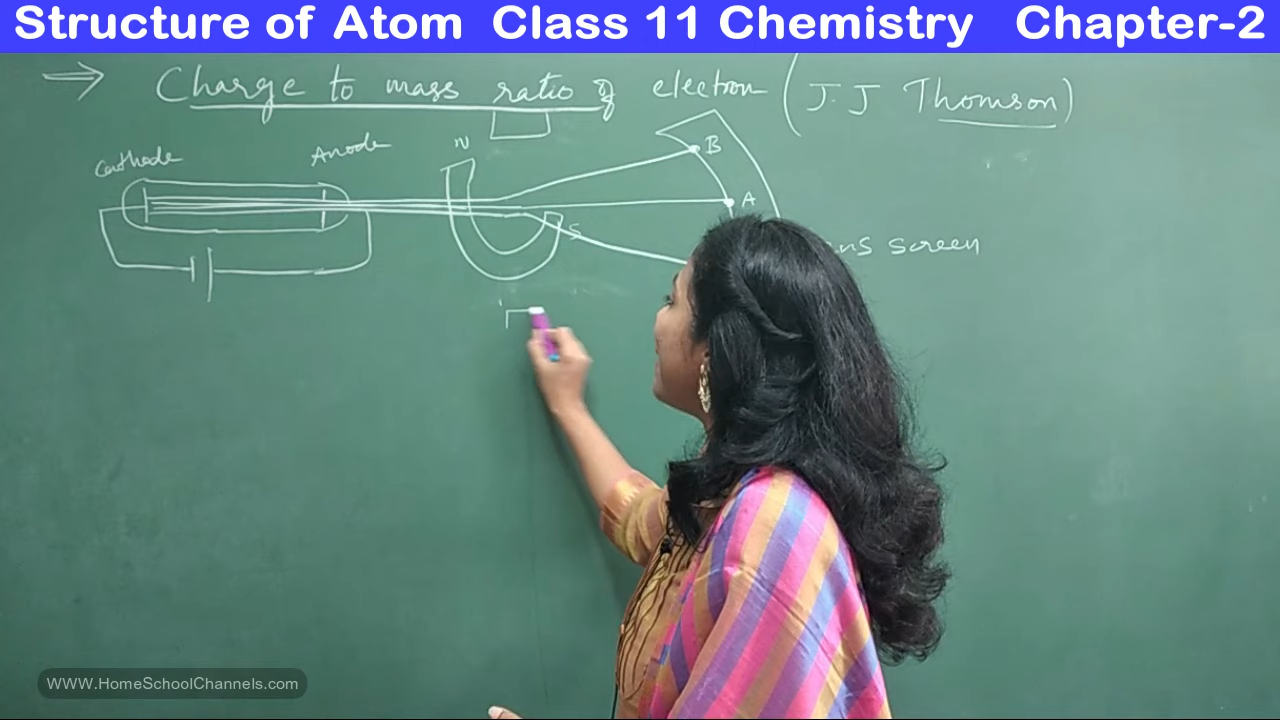 Structure of Atom Class 11 Chemistry Chapter-2
⇒ Charge to mass ratio of electron (J.J Thomson)
Cathode
Anode
N
B
A
S
screen
WWW.HomeSchoolChannels.com